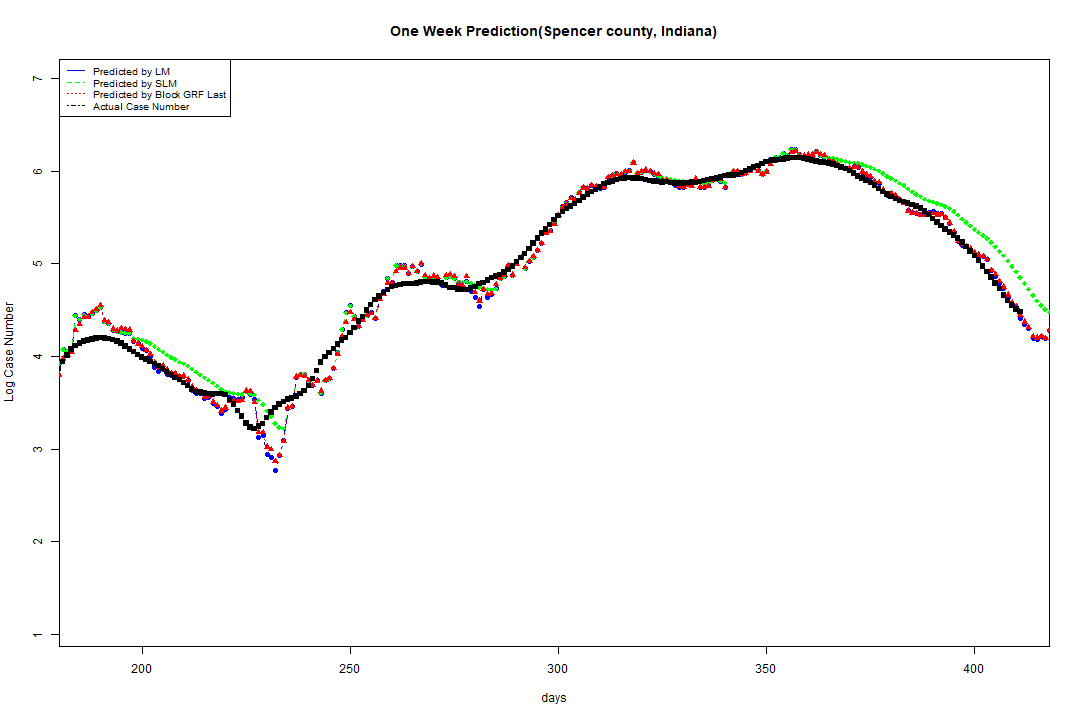 One Week Prediction(Spencer county, Indiana)
Predicted by LM
Predicted by SLM
Predicted by Block GRF Last
Actual Case Number
7
6
5
4
3
2
1
Log Case Number
200 250 300 350 400
days